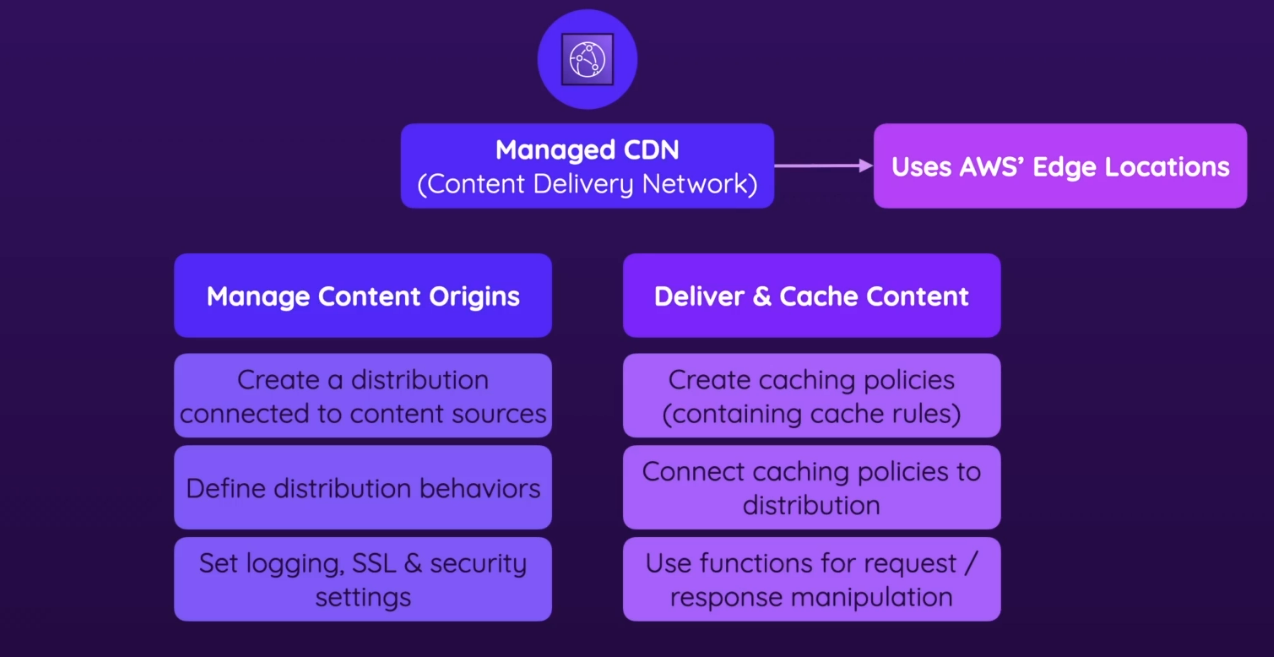 Managed CDN
(Content Delivery Network)
Uses AWS’ Edge Locations
Manage Content Origins
Create a distribution
connected to content sources
Define distribution behaviors
Set logging, SSL & security
settings
Deliver & Cache Content
Create caching policies
(containing cache rules)
Connect caching policies to
distribution
Use functions for request /
response manipulation